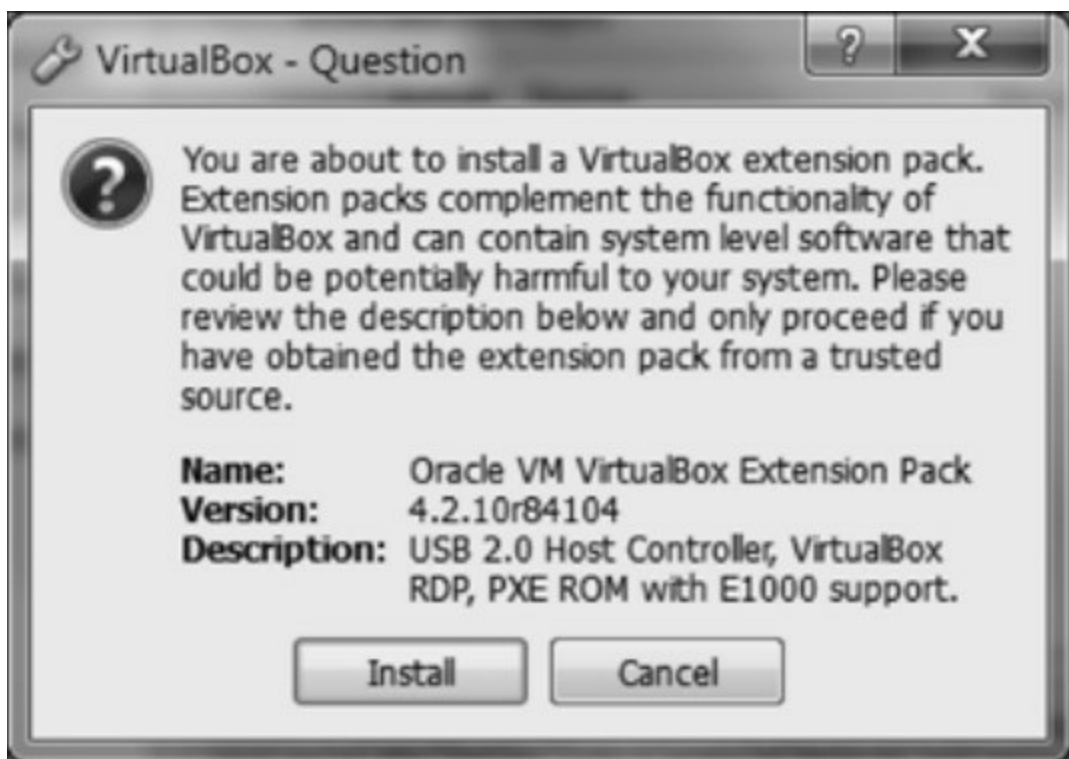 VirtualBox - Question
You are about to install a VirtualBox extension pack.
Extension packs complement the functionality of
VirtualBox and can contain system level software that
could be potentially harmful to your system. Please
review the description below and only proceed if you
have obtained the extension pack from a trusted
source.
Name: Oracle VM VirtualBox Extension Pack
Version: 4.2.10r84104
Description: USB 2.0 Host Controller, VirtualBox
RDP, PXE ROM with E1000 support.
Install Cancel